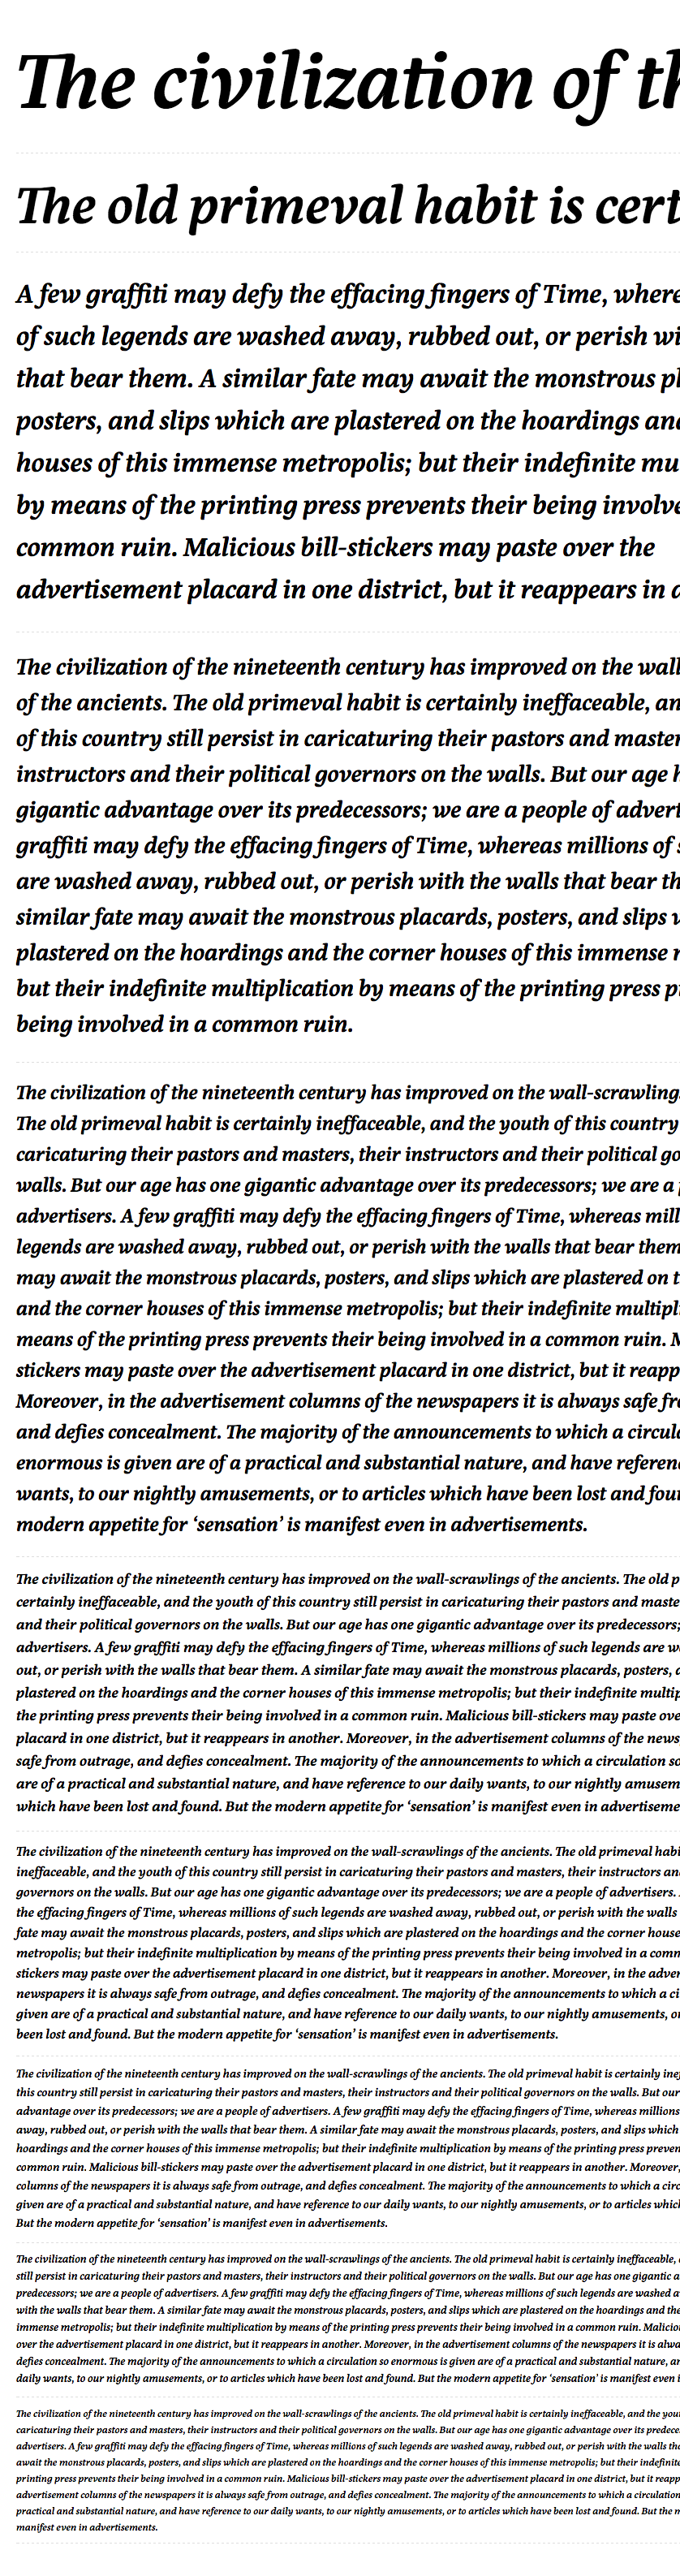 The civilization of th
The old primeval habit is cert
A few graffiti may defy the effacing fingers of Time, where
of such legends are washed away, rubbed out, or perish wi
that bear them. A similar fate may await the monstrous pl
posters, and slips which are plastered on the hoardings and
houses of this immense metropolis; but their indefinite mu
by means of the printing press prevents their being involve
common ruin. Malicious bill-stickers may paste over the
advertisement placard in one district, but it reappears in a
The civilization of the nineteenth century has improved on the wall
of the ancients. The old primeval habit is certainly ineffaceable, an
of this country still persist in caricaturing their pastors and master
instructors and their political governors on the walls. But our age h
gigantic advantage over its predecessors; we are a people of advert
graffiti may defy the effacing fingers of Time, whereas millions of s
are washed away, rubbed out, or perish with the walls that bear th
similar fate may await the monstrous placards, posters, and slips w
plastered on the hoardings and the corner houses of this immense m
but their indefinite multiplication by means of the printing press p
being involved in a common ruin.
The civilization of the nineteenth century has improved on the wall-scrawling
The old primeval habit is certainly ineffaceable, and the youth of this country
caricaturing their pastors and masters, their instructors and their political go
walls. But our age has one gigantic advantage over its predecessors; we are a p
advertisers. A few graffiti may defy the effacing fingers of Time, whereas mill
legends are washed away, rubbed out, or perish with the walls that bear them
may await the monstrous placards, posters, and slips which are plastered on t
and the corner houses of this immense metropolis; but their indefinite multipl
means of the printing press prevents their being involved in a common ruin. M
stickers may paste over the advertisement placard in one district, but it reapp
Moreover, in the advertisement columns of the newspapers it is always safe fr
and defies concealment. The majority of the announcements to which a circula
enormous is given are of a practical and substantial nature, and have referenc
wants, to our nightly amusements, or to articles which have been lost and foun
modern appetite for ‘sensation’ is manifest even in advertisements.
The civilization of the nineteenth century has improved on the wall-scrawlings of the ancients. The old p
certainly ineffaceable, and the youth of this country still persist in caricaturing their pastors and maste
and their political governors on the walls. But our age has one gigantic advantage over its predecessors;
advertisers. A few graffiti may defy the effacing fingers of Time, whereas millions of such legends are wa
out, or perish with the walls that bear them. A similar fate may await the monstrous placards, posters, a
plastered on the hoardings and the corner houses of this immense metropolis; but their indefinite multip
the printing press prevents their being involved in a common ruin. Malicious bill-stickers may paste ove
placard in one district, but it reappears in another. Moreover, in the advertisement columns of the news
safe from outrage, and defies concealment. The majority of the announcements to which a circulation so
are of a practical and substantial nature, and have reference to our daily wants, to our nightly amusem
which have been lost and found. But the modern appetite for ‘sensation’ is manifest even in advertiseme
The civilization of the nineteenth century has improved on the wall-scrawlings of the ancients. The old primeval habi
ineffaceable, and the youth of this country still persist in caricaturing their pastors and masters, their instructors an
governors on the walls. But our age has one gigantic advantage over its predecessors; we are a people of advertisers.
the effacing fingers of Time, whereas millions of such legends are washed away, rubbed out, or perish with the walls
fate may await the monstrous placards, posters, and slips which are plastered on the hoardings and the corner house
metropolis; but their indefinite multiplication by means of the printing press prevents their being involved in a comm
stickers may paste over the advertisement placard in one district, but it reappears in another. Moreover, in the adver
newspapers it is always safe from outrage, and defies concealment. The majority of the announcements to which a ci
given are of a practical and substantial nature, and have reference to our daily wants, to our nightly amusements, o
been lost and found. But the modern appetite for ‘sensation’ is manifest even in advertisements.
The civilization of the nineteenth century has improved on the wall-scrawlings of the ancients. The old primeval habit is certainly inef
this country still persist in caricaturing their pastors and masters, their instructors and their political governors on the walls. But our
advantage over its predecessors; we are a people of advertisers. A few graffiti may defy the effacing fingers of Time, whereas millions
away, rubbed out, or perish with the walls that bear them. A similar fate may await the monstrous placards, posters, and slips which
hoardings and the corner houses of this immense metropolis; but their indefinite multiplication by means of the printing press preven
common ruin. Malicious bill-stickers may paste over the advertisement placard in one district, but it reappears in another. Moreover,
columns of the newspapers it is always safe from outrage, and defies concealment. The majority of the announcements to which a circ
given are of a practical and substantial nature, and have reference to our daily wants, to our nightly amusements, or to articles which
But the modern appetite for ‘sensation’ is manifest even in advertisements.
The civilization of the nineteenth century has improved on the wall-scrawlings of the ancients. The old primeval habit is certainly ineffaceable,
still persist in caricaturing their pastors and masters, their instructors and their political governors on the walls. But our age has one gigantic a
predecessors; we are a people of advertisers. A few graffiti may defy the effacing fingers of Time, whereas millions of such legends are washed a
with the walls that bear them. A similar fate may await the monstrous placards, posters, and slips which are plastered on the hoardings and the
immense metropolis; but their indefinite multiplication by means of the printing press prevents their being involved in a common ruin. Maliciou
over the advertisement placard in one district, but it reappears in another. Moreover, in the advertisement columns of the newspapers it is alwa
defies concealment. The majority of the announcements to which a circulation so enormous is given are of a practical and substantial nature, an
daily wants, to our nightly amusements, or to articles which have been lost and found. But the modern appetite for ‘sensation’ is manifest even i
The civilization of the nineteenth century has improved on the wall-scrawlings of the ancients. The old primeval habit is certainly ineffaceable, and the you
caricaturing their pastors and masters, their instructors and their political governors on the walls. But our age has one gigantic advantage over its predece
advertisers. A few graffiti may defy the effacing fingers of Time, whereas millions of such legends are washed away, rubbed out, or perish with the walls tha
await the monstrous placards, posters, and slips which are plastered on the hoardings and the corner houses of this immense metropolis; but their indefinite
printing press prevents their being involved in a common ruin. Malicious bill-stickers may paste over the advertisement placard in one district, but it reapp
advertisement columns of the newspapers it is always safe from outrage, and defies concealment. The majority of the announcements to which a circulation
practical and substantial nature, and have reference to our daily wants, to our nightly amusements, or to articles which have been lost and found. But the m
manifest even in advertisements.